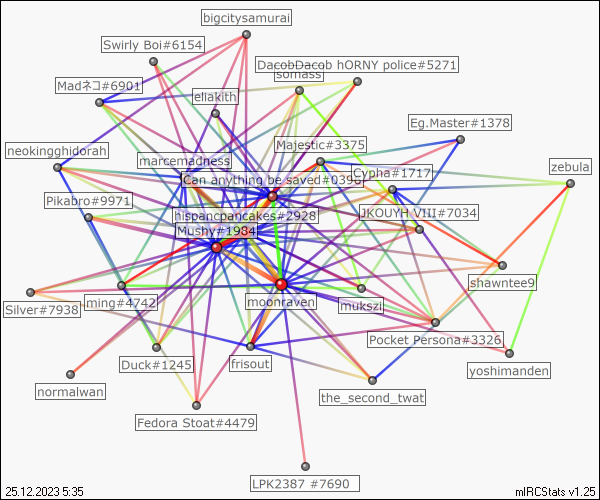 bigcitysamurai
Swirly Boi#6154
DacobDacob hORNY police#5271
somass
Madネコ#6901
eliakith
Eg.Master#1378
Majestic#3375
neokingghidorah
marcemadness
zebula
Cypha#1717
Can anything be saved#0396
Pikabro#9971
JKOUYH VIII#7034
hispancpancakes#2928
Mushy#1984
shawntee9
Silver#7938
ming#4742
moonraven
mukszi
Pocket Persona#3326
Duck#1245
frisout
yoshimanden
normalwan
the_second_twat
Fedora Stoat#4479
LPK2387 #7690
25.12.2023 5:35
mIRCStats v1.25